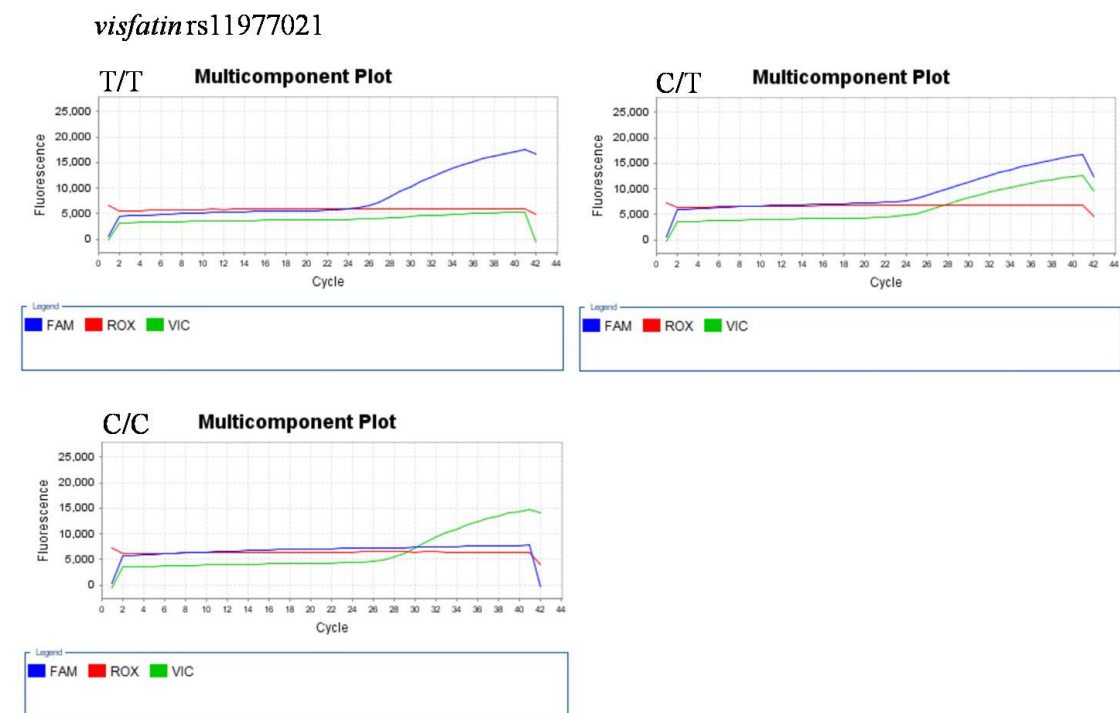 visfatin rs11977021
T/T Multicomponent Plot
25,000
20,000
15,000
10,000
5,000
0
Fluorescence
0 2 4 6 8 10 12 14 16 18 20 22 24 26 28 30 32 34 36 38 40 42 44
Cycle
Legend
FAM ROX VIC
C/T Multicomponent Plot
25,000
20,000
15,000
10,000
5,000
0
Fluorescence
0 2 4 6 8 10 12 14 16 18 20 22 24 26 28 30 32 34 36 38 40 42 44
Cycle
Legend
FAM ROX VIC
C/C Multicomponent Plot
25,000
20,000
15,000
10,000
5,000
0
Fluorescence
0 2 4 6 8 10 12 14 16 18 20 22 24 26 28 30 32 34 36 38 40 42 44
Cycle
Legend
FAM ROX VIC